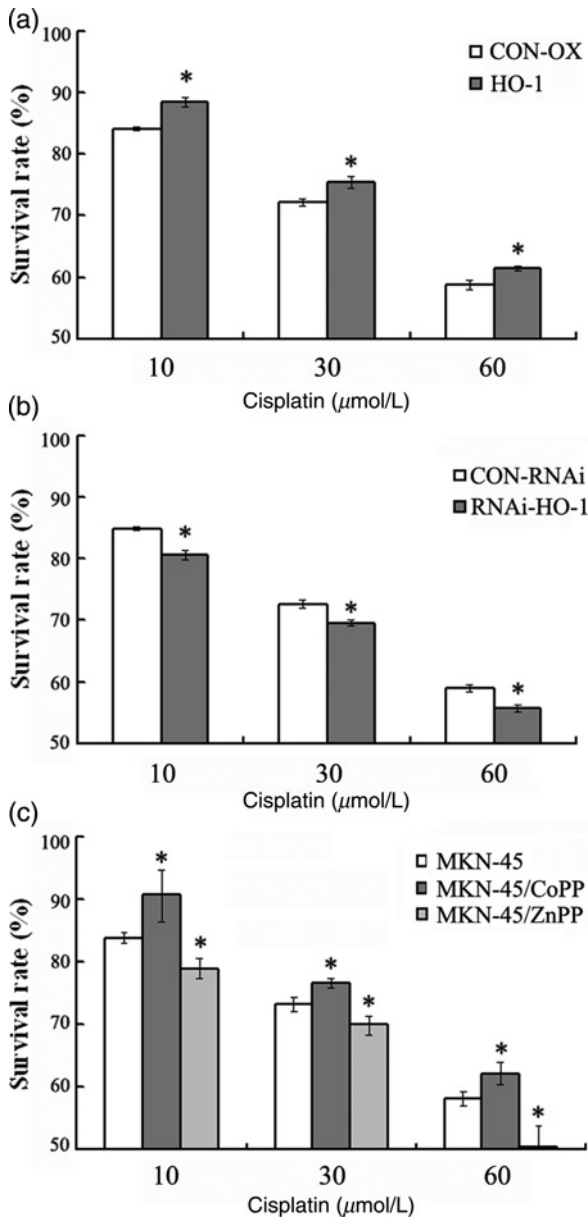 (a)
100
90
80
70
60
50
Survival rate (%)
CON-OX
HO-1
*
*
*
10 30 60
Cisplatin (μmol/L)
(b)
100
90
80
70
60
50
Survival rate (%)
CON-RNAi
RNAi-HO-1
*
*
*
10 30 60
Cisplatin (μmol/L)
(c)
100
90
80
70
60
50
Survival rate (%)
MKN-45
MKN-45/CoPP
MKN-45/ZnPP
*
*
*
*
*
*
10 30 60
Cisplatin (μmol/L)